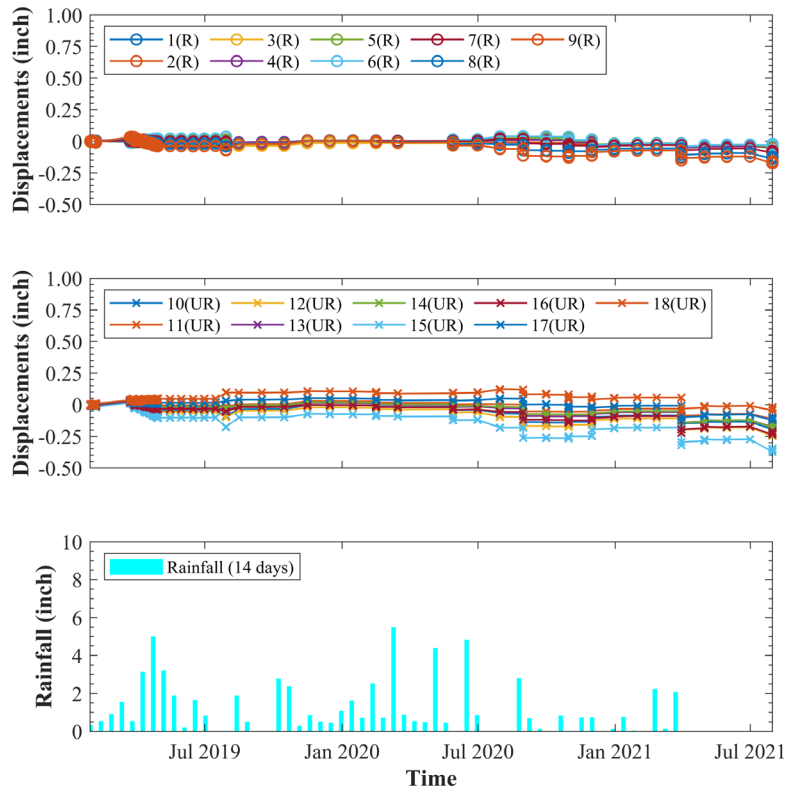 1.00
0.75
0.50
0.25
0
-0.25
-0.50
Displacements (inch)
1(R) 3(R) 5(R) 7(R) 9(R)
2(R) 4(R) 6(R) 8(R)
1.00
0.75
0.50
0.25
0
-0.25
-0.50
Displacements (inch)
10(UR) 12(UR) 14(UR) 16(UR) 18(UR)
11(UR) 13(UR) 15(UR) 17(UR)
10
8
6
4
2
0
Rainfall (inch)
Rainfall (14 days)
Jul 2019 Jan 2020 Jul 2020 Jan 2021 Jul 2021
Time